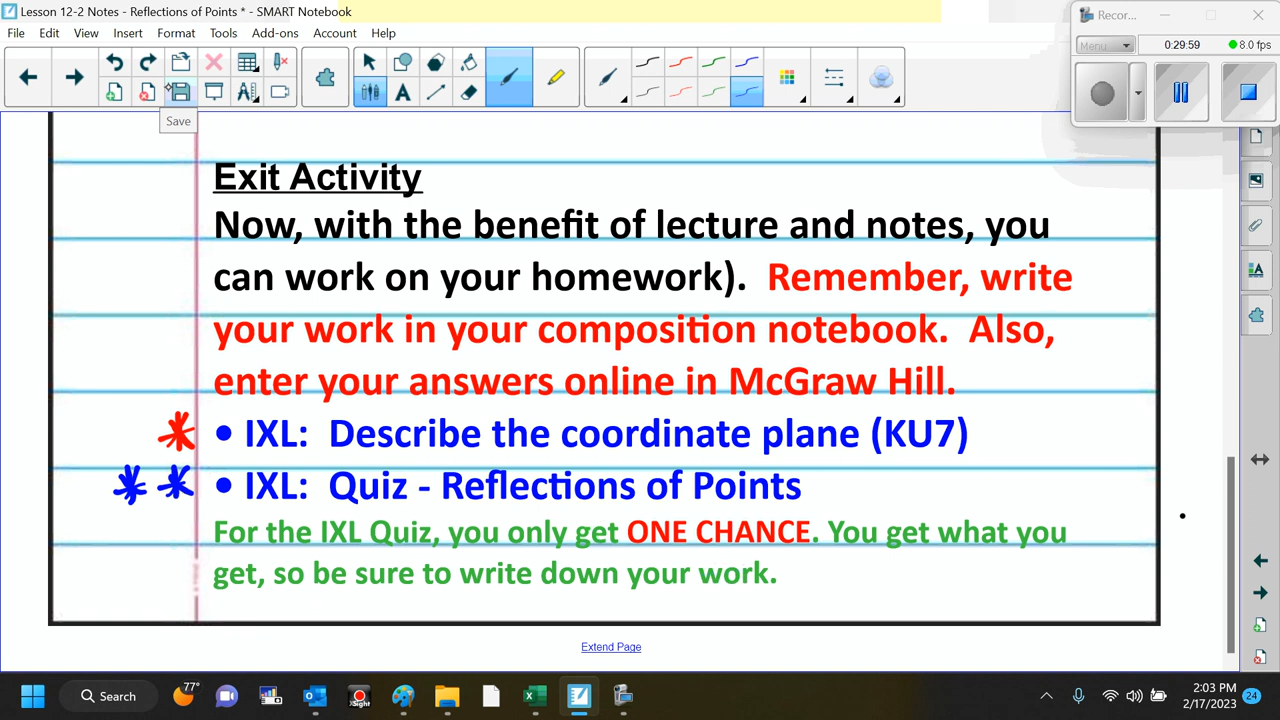 Lesson 12-2 Notes - Reflections of Points * - SMART Notebook
Recor...
File Edit View Insert Format Tools Add-ons Account Help
Menu
0:29:59
8.0 fps
Save
Exit Activity
Now, with the benefit of lecture and notes, you
can work on your homework). Remember, write
your work in your composition notebook. Also,
enter your answers online in McGraw Hill.
* • IXL: Describe the coordinate plane (KU7)
* * • IXL: Quiz - Reflections of Points
For the IXL Quiz, you only get ONE CHANCE. You get what you
get, so be sure to write down your work.
Extend Page
Search
77°
XSight
2:03 PM
2/17/2023
24